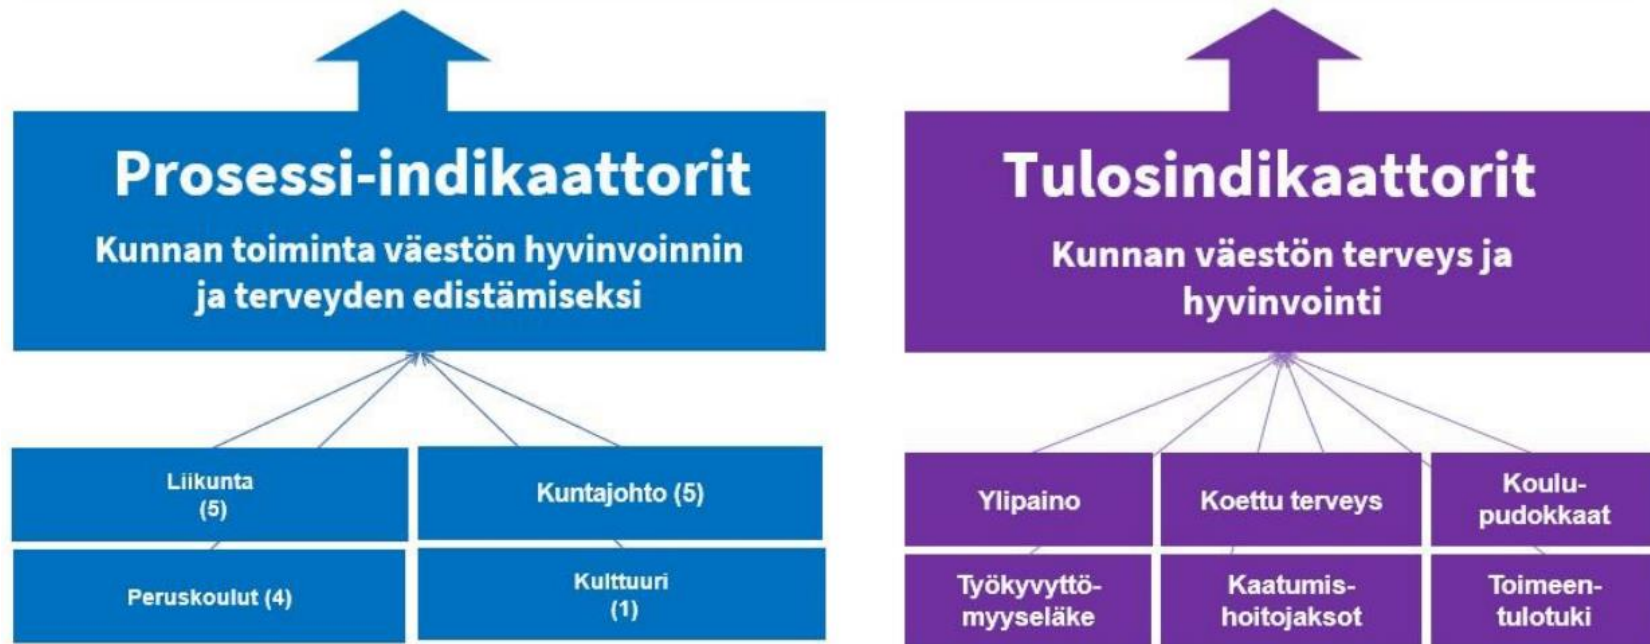 Prosessi-indikaattorit
Kunnan toiminta väestön hyvinvoinnin
ja terveyden edistämiseksi
Liikunta
(5)
Kuntajohto (5)
Peruskoulut (4)
Kulttuuri
(1)
Tulosindikaattorit
Kunnan väestön terveys ja
hyvinvointi
Ylipaino
Koettu terveys
Koulu-
pudokkaat
Työkyvyttö-
myyseläke
Kaatumis-
hoitojaksot
Toimeen-
tulotuki